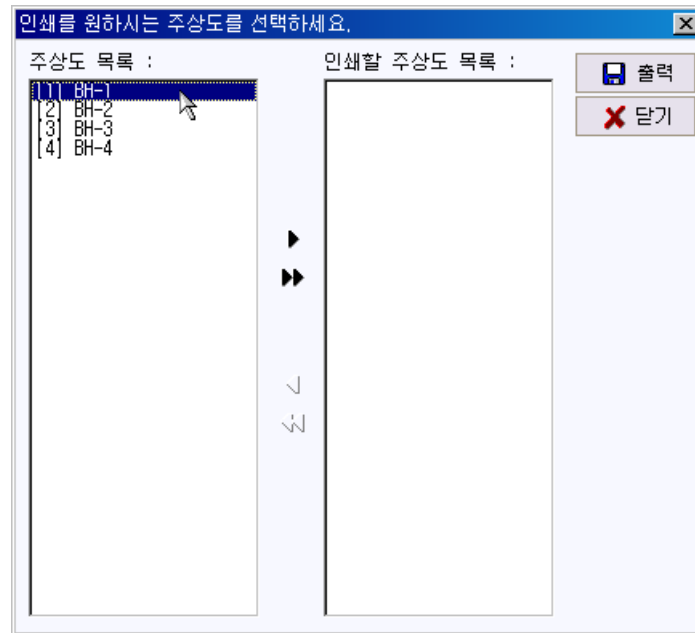 인쇄를 원하시는 주상도를 선택하세요.
주상도 목록 :
인쇄할 주상도 목록 :
출력
닫기
[1] BH-1
[2] BH-2
[3] BH-3
[4] BH-4